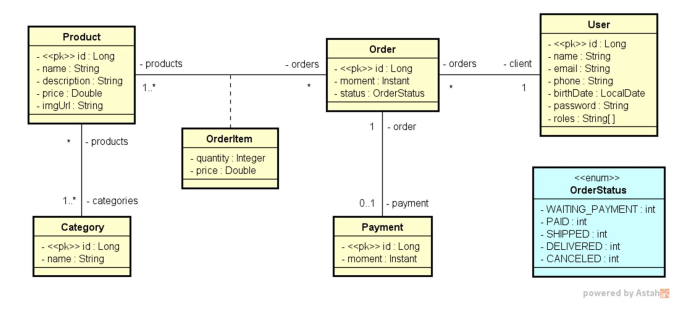 Product
- <<pk>> id : Long
- name : String
- description : String
- price : Double
- imgUrl : String
- products
1..*
- orders
*
Order
- <<pk>> id : Long
- moment : Instant
- status : OrderStatus
- orders
*
- client
1
User
- <<pk>> id : Long
- name : String
- email : String
- phone : String
- birthDate : LocalDate
- password : String
- roles : String[ ]
OrderItem
- quantity : Integer
- price : Double
* - products
1..* - categories
Category
- <<pk>> id : Long
- name : String
1 - order
0..1 - payment
Payment
- <<pk>> id : Long
- moment : Instant
<<enum>>
OrderStatus
- WAITING_PAYMENT : int
- PAID : int
- SHIPPED : int
- DELIVERED : int
- CANCELED : int
powered by Astah